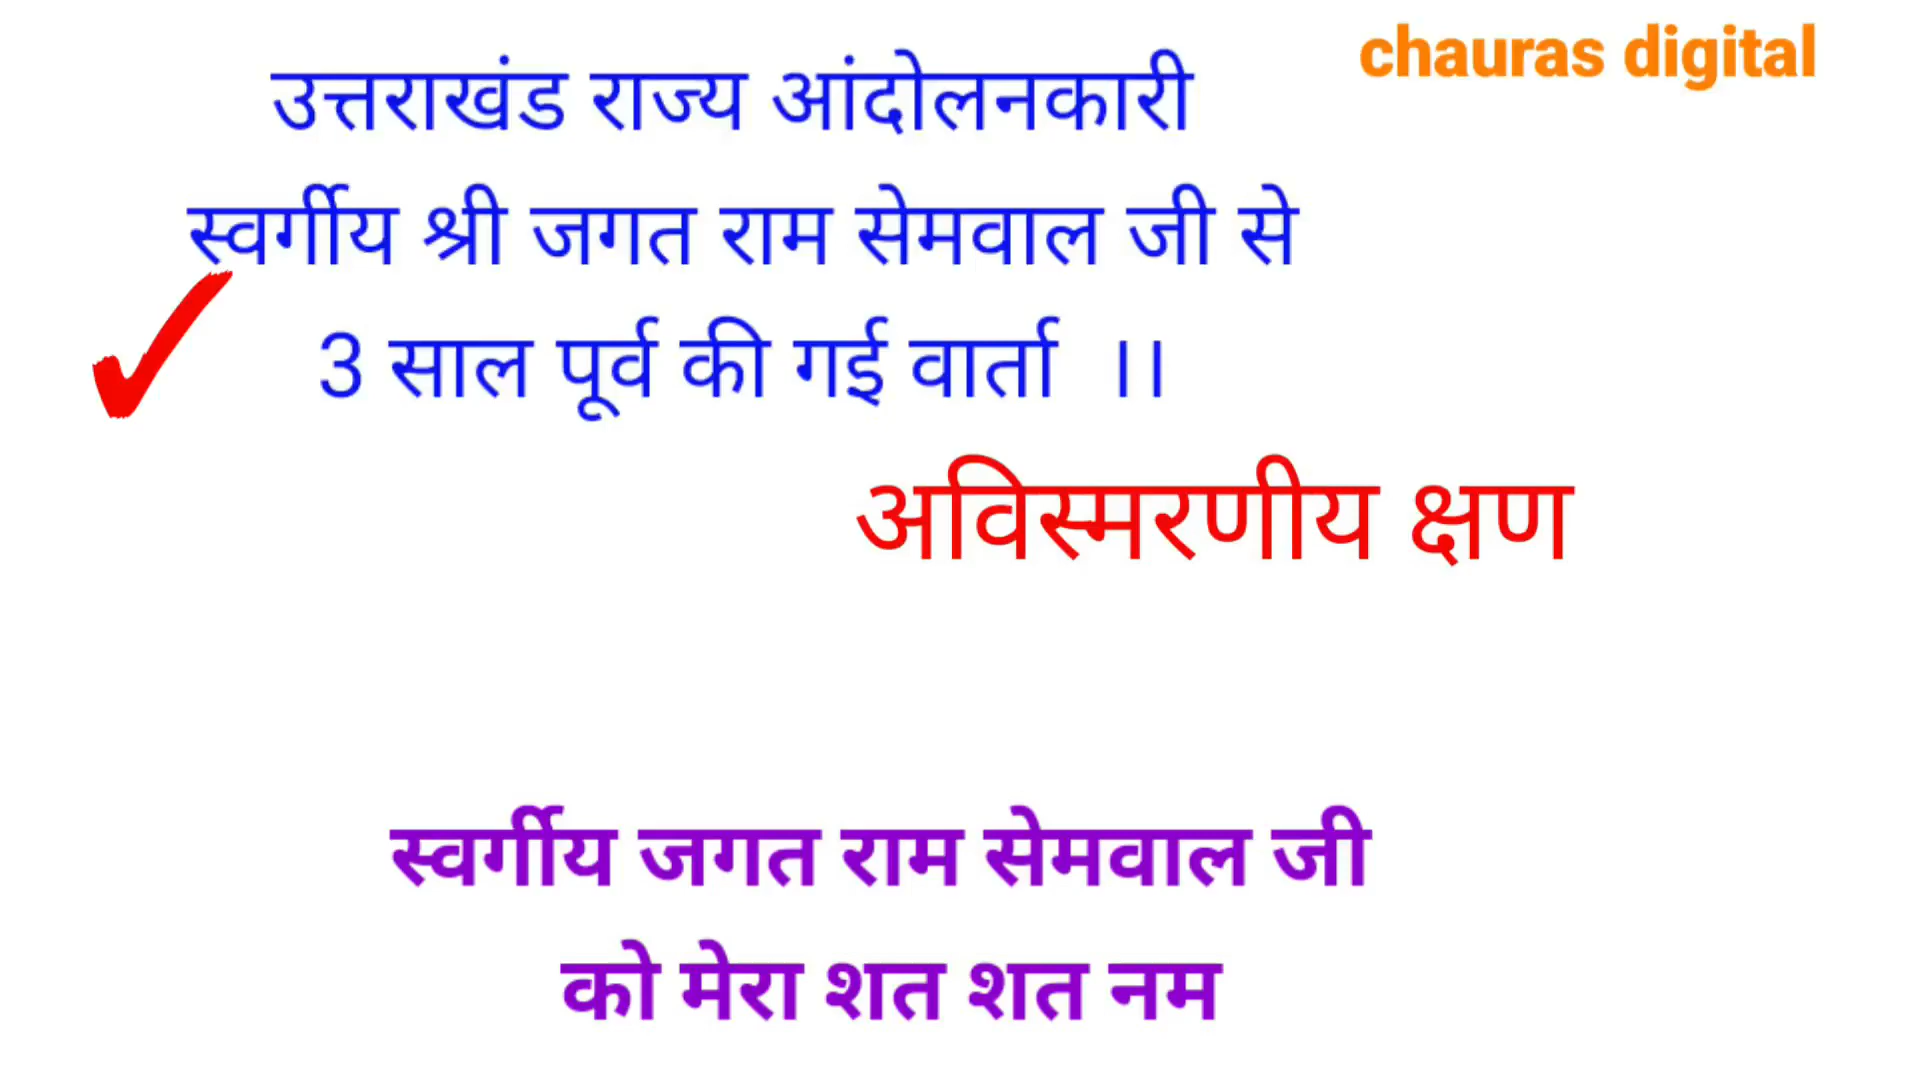 chauras digital
उत्तराखंड राज्य आंदोलनकारी
स्वर्गीय श्री जगत राम सेमवाल जी से
3 साल पूर्व की गई वार्ता ।।
अविस्मरणीय क्षण
स्वर्गीय जगत राम सेमवाल जी
को मेरा शत शत नम